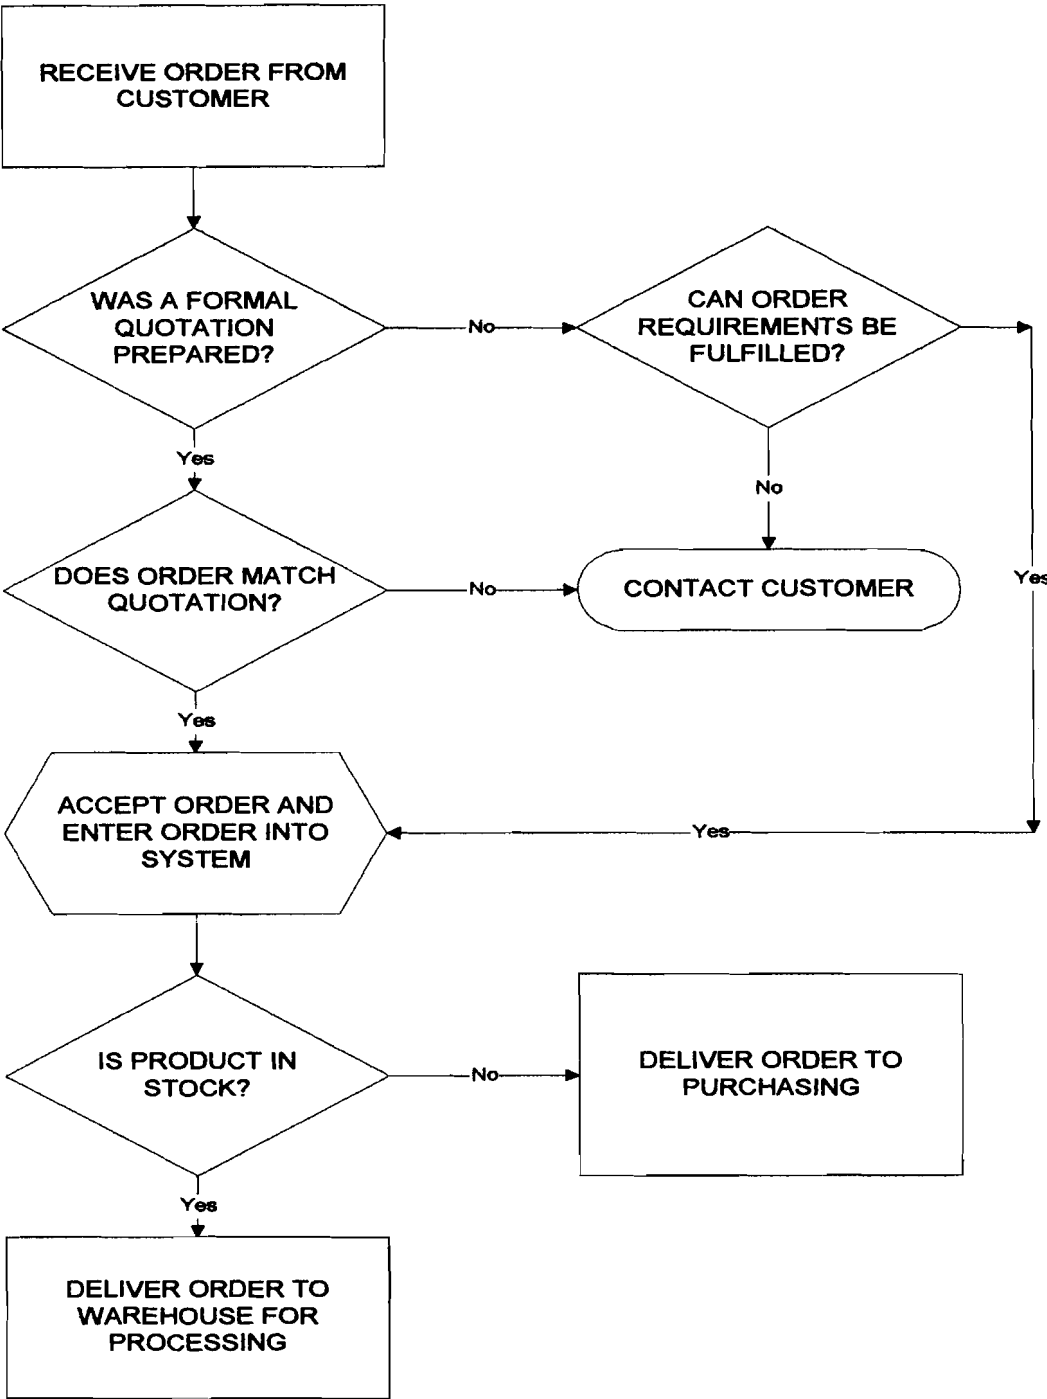 RECEIVE ORDER FROM
CUSTOMER
WAS A FORMAL
QUOTATION
PREPARED?
No
CAN ORDER
REQUIREMENTS BE
FULFILLED?
Yes
No
DOES ORDER MATCH
QUOTATION?
No
CONTACT CUSTOMER
Yes
Yes
ACCEPT ORDER AND
ENTER ORDER INTO
SYSTEM
Yes
IS PRODUCT IN
STOCK?
No
DELIVER ORDER TO
PURCHASING
Yes
DELIVER ORDER TO
WAREHOUSE FOR
PROCESSING